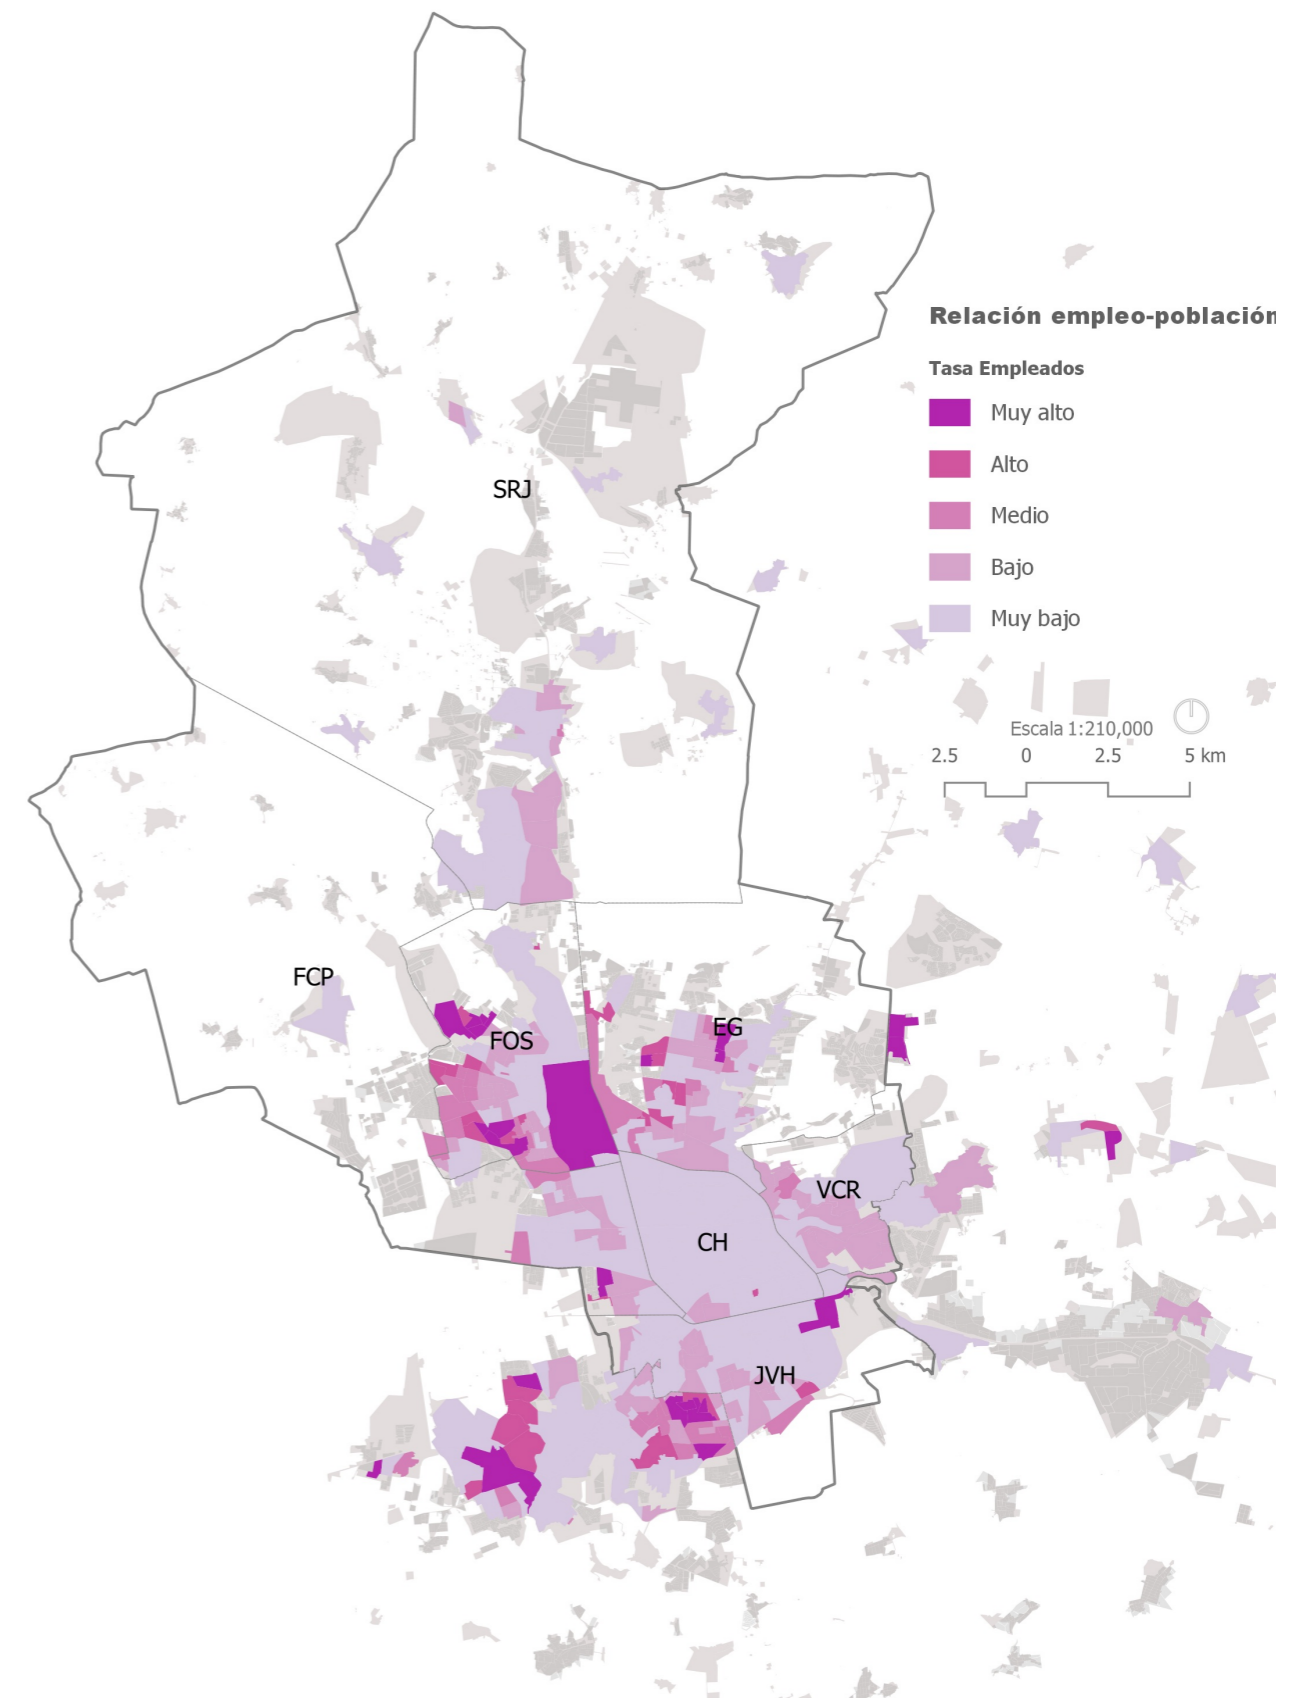 Relación empleo-población
Tasa Empleados
Muy alto
Alto
Medio
Bajo
Muy bajo
SRJ
Escala 1:210,000
2.5 0 2.5 5 km
FCP
FOS
EG
VCR
CH
JVH